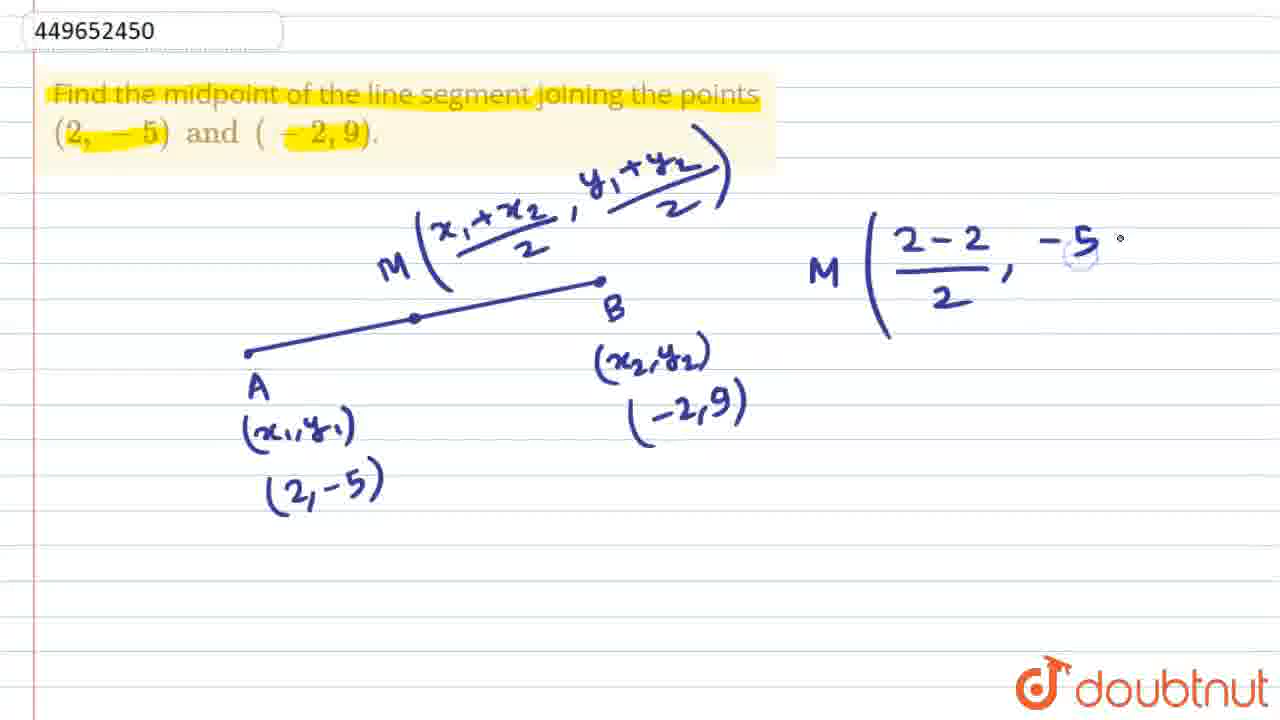 449652450
Find the midpoint of the line segment joining the points
(2, −5) and (−2, 9).
M(x₁+x₂/2, y₁+y₂/2)
M(2-2/2, -5
B
(x₂,y₂)
A
(-2,9)
(x₁,y₁)
(2,-5)
doubtnut